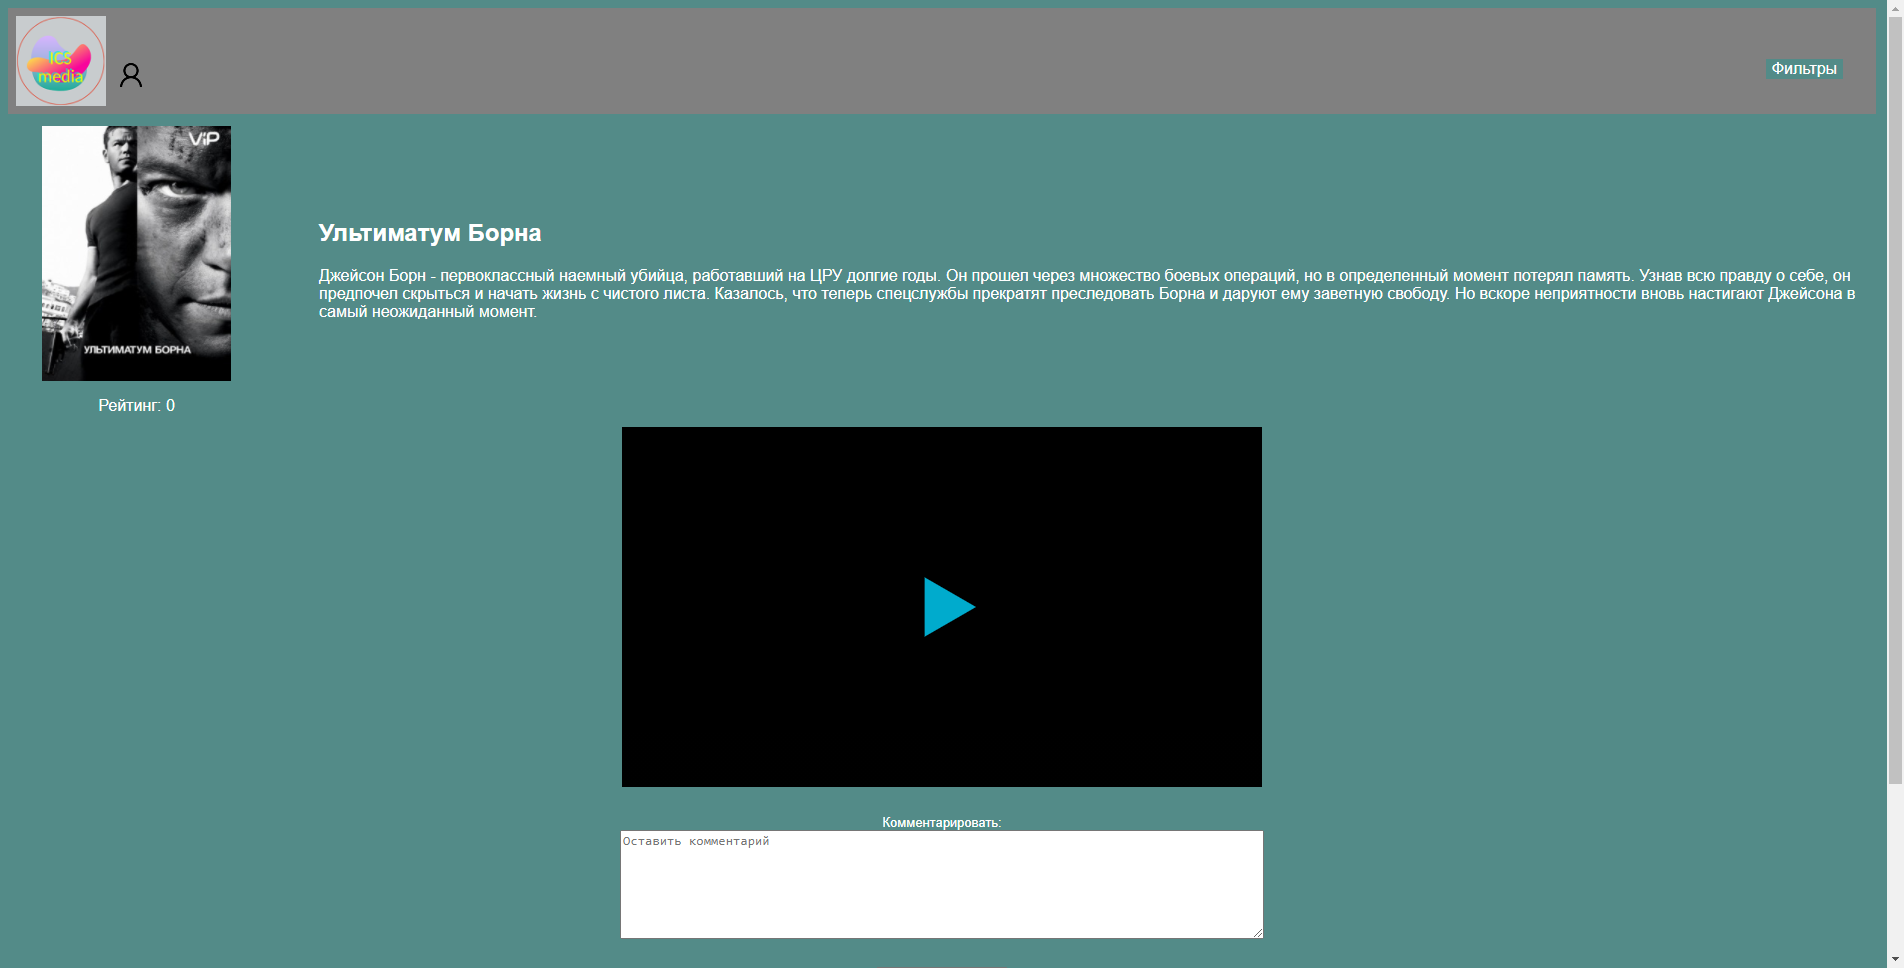 ICS
media
Фильтры
ViP
УЛЬТИМАТУМ БОРНА
Рейтинг: 0
Ультиматум Борна
Джейсон Борн - первоклассный наемный убийца, работавший на ЦРУ долгие годы. Он прошел через множество боевых операций, но в определенный момент потерял память. Узнав всю правду о себе, он
предпочел скрыться и начать жизнь с чистого листа. Казалось, что теперь спецслужбы прекратят преследовать Борна и даруют ему заветную свободу. Но вскоре неприятности вновь настигают Джейсона в
самый неожиданный момент.
Комментарировать:
Оставить комментарий